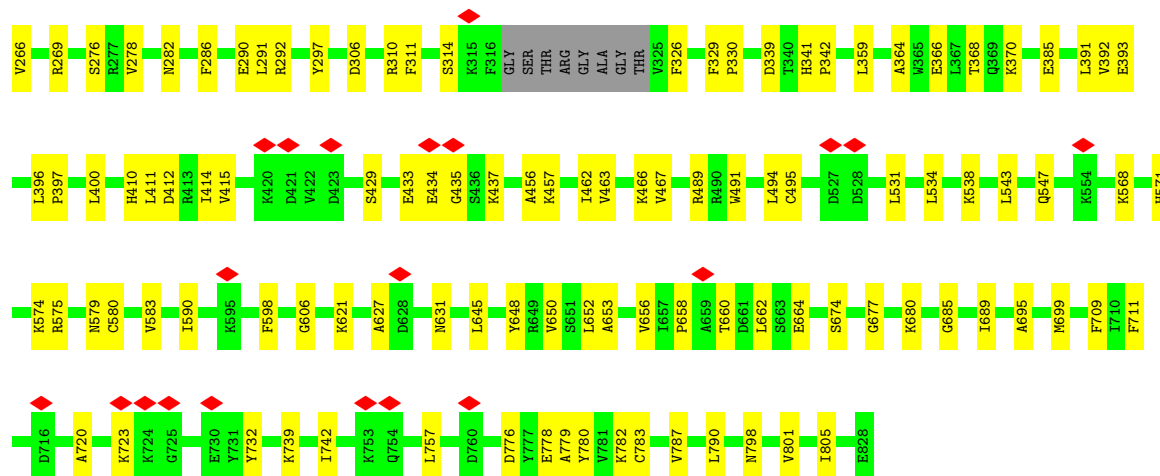 V266 R269 S276 R277 V278 N282 F286 E290 L291 R292 Y297 D306 R310 F311 S314 K315 F316 GLY SER THR ARG GLY ALA GLY THR V325 F326 F329 P330 D339 T340 H341 P342 L359 A364 W365 E366 L367 T368 Q369 K370 E385 L391 V392 E393
L396 P397 L400 H410 L411 D412 R413 I414 V415 K420 D421 V422 D423 S429 E433 E434 G435 S436 K437 A456 K457 I462 V463 K466 V467 R489 R490 W491 L494 C495 D527 D528 L531 L534 K538 L543 Q547 K554 K568
K574 R575 N579 C580 V583 I590 K595 F598 G606 K621 A627 D628 N631 L645 Y648 R649 V650 S651 L652 A653 V656 I657 P658 A659 T660 D661 L662 S663 E664 S674 G677 K680 G685 I689 A695 M699 F709 I710 F711
D716 A720 K723 K724 G725 E730 Y731 Y732 K739 I742 K753 Q754 L757 D760 D776 Y777 E778 A779 Y780 V781 K782 C783 V787 L790 N798 V801 I805 E828